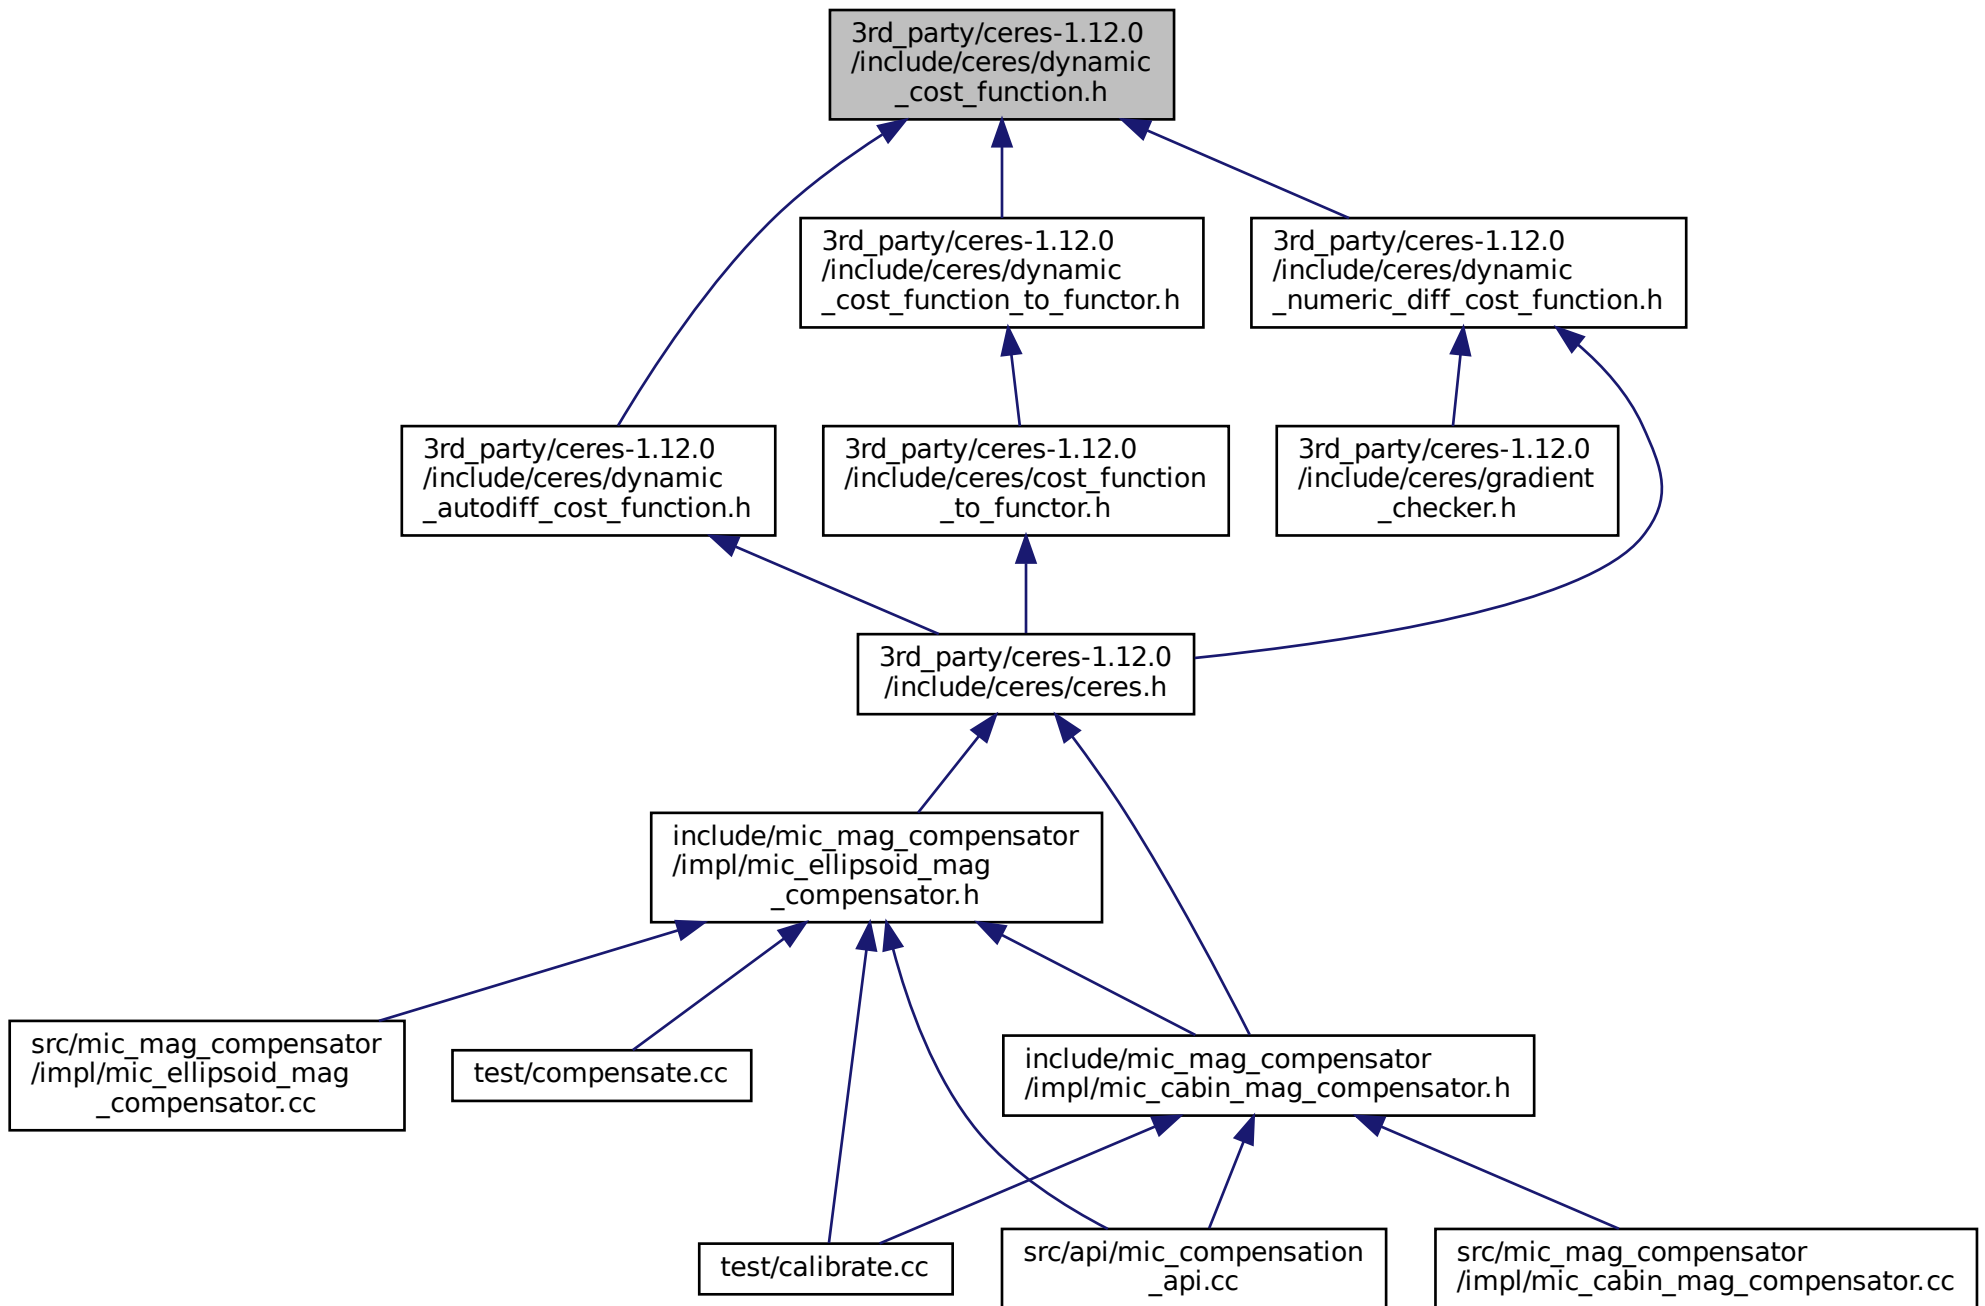 3rd_party/ceres-1.12.0
/include/ceres/dynamic
_cost_function.h
3rd_party/ceres-1.12.0
/include/ceres/dynamic
_cost_function_to_functor.h
3rd_party/ceres-1.12.0
/include/ceres/dynamic
_numeric_diff_cost_function.h
3rd_party/ceres-1.12.0
/include/ceres/dynamic
_autodiff_cost_function.h
3rd_party/ceres-1.12.0
/include/ceres/cost_function
_to_functor.h
3rd_party/ceres-1.12.0
/include/ceres/gradient
_checker.h
3rd_party/ceres-1.12.0
/include/ceres/ceres.h
include/mic_mag_compensator
/impl/mic_ellipsoid_mag
_compensator.h
src/mic_mag_compensator
/impl/mic_ellipsoid_mag
_compensator.cc
test/compensate.cc
include/mic_mag_compensator
/impl/mic_cabin_mag_compensator.h
test/calibrate.cc
src/api/mic_compensation
_api.cc
src/mic_mag_compensator
/impl/mic_cabin_mag_compensator.cc